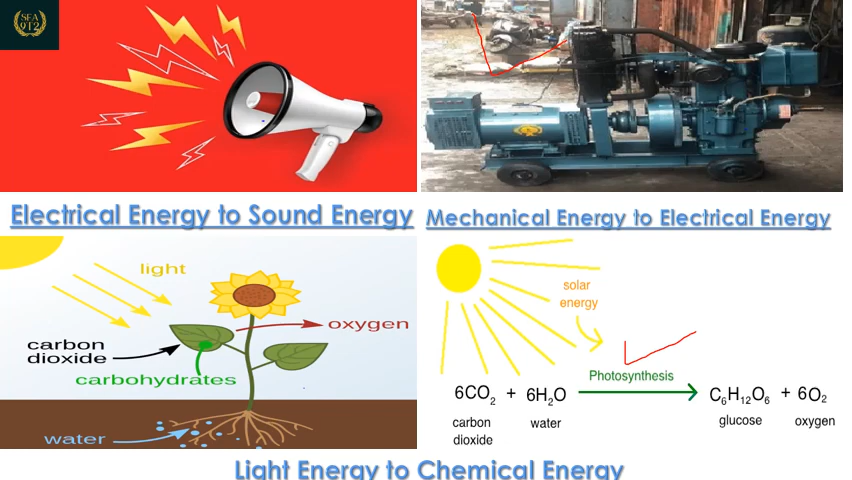 SEA
9T2
Electrical Energy to Sound Energy
Mechanical Energy to Electrical Energy
light
oxygen
carbon
dioxide
carbohydrates
water
solar
energy
Photosynthesis
6CO₂ + 6H₂O C₆H₁₂O₆ + 6O₂
carbon
dioxide
water
glucose
oxygen
Light Energy to Chemical Energy